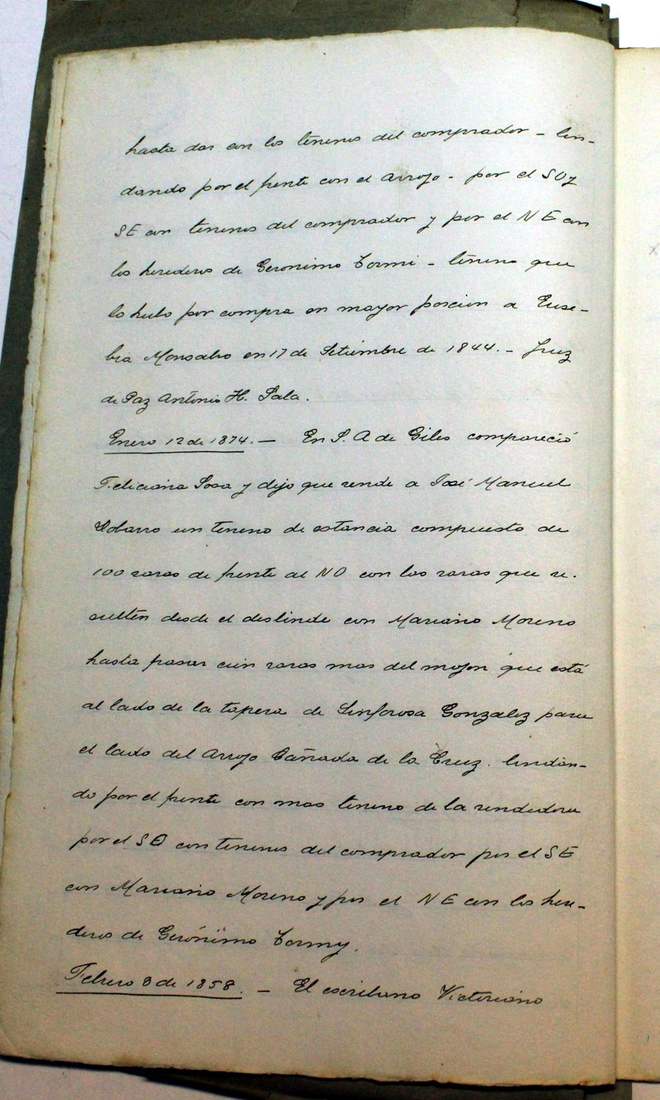 hasta dar con los terrenos del comprador - lin-
dando por el frente con el arroyo - por el SO y
SE con terrenos del comprador y por el NE con
los herederos de Geronimo Tormi - terreno que
lo hubo por compra en mayor porcion a Euse-
bia Monsalvo en 17 de Setiembre de 1844. - Juez
de Paz Antonio H. Sala.
Enero 12 de 1874. - En S. A de Giles compareció
Feliciana Sosa y dijo que vende a José Manuel
un terreno de estancia compuesto de
100 varas de frente al NO con las varas que re-
sulten desde el deslinde con Mariano Moreno
hasta pasar cien varas mas del mojon que está
al lado de la tapera de Sinforosa Gonzalez para
el lado del Arroyo Cañada de la Cruz. lindan-
do por el frente con mas terreno de la vendedora
por el SO con terrenos del comprador por el SE
con Mariano Moreno y por el NE con los here-
deros de Gerónimo Tormy.
Febrero 8 de 1858. - El escribano Victoriano